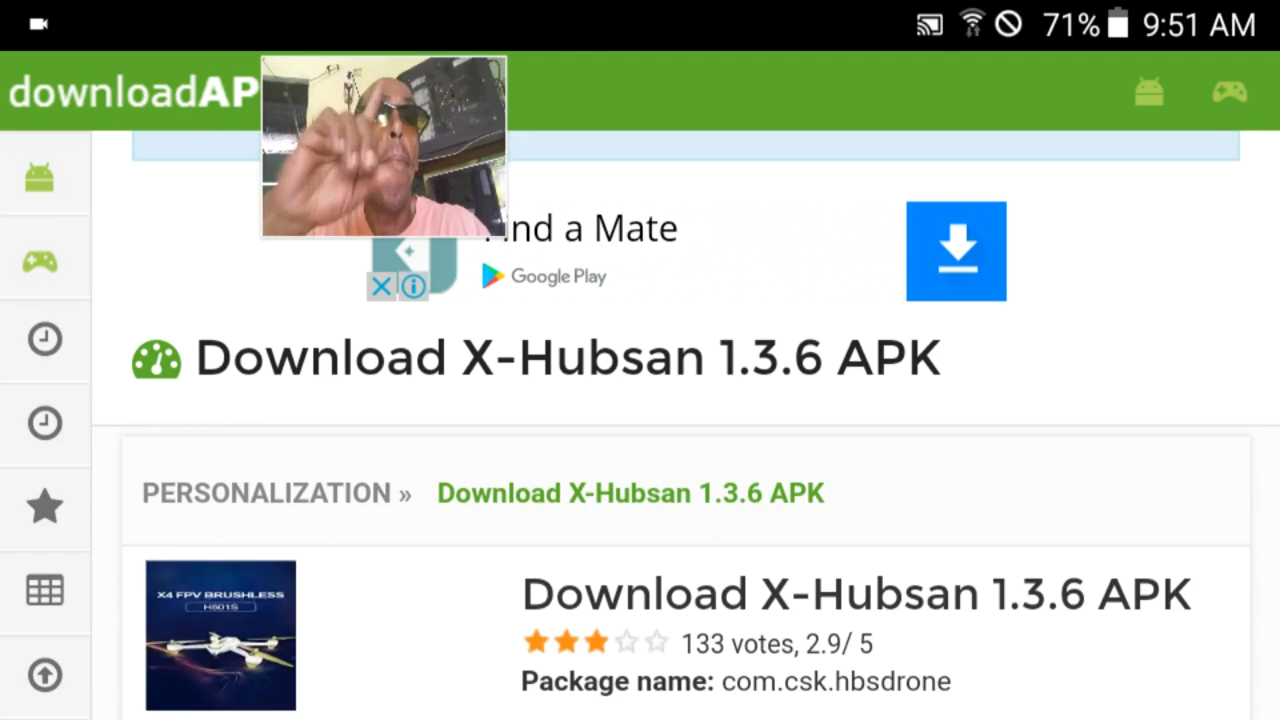 71% 9:51 AM
downloadAP
nd a Mate
Google Play
Download X-Hubsan 1.3.6 APK
PERSONALIZATION » Download X-Hubsan 1.3.6 APK
X4 FPV BRUSHLESS
H501S
Download X-Hubsan 1.3.6 APK
133 votes, 2.9/ 5
Package name: com.csk.hbsdrone